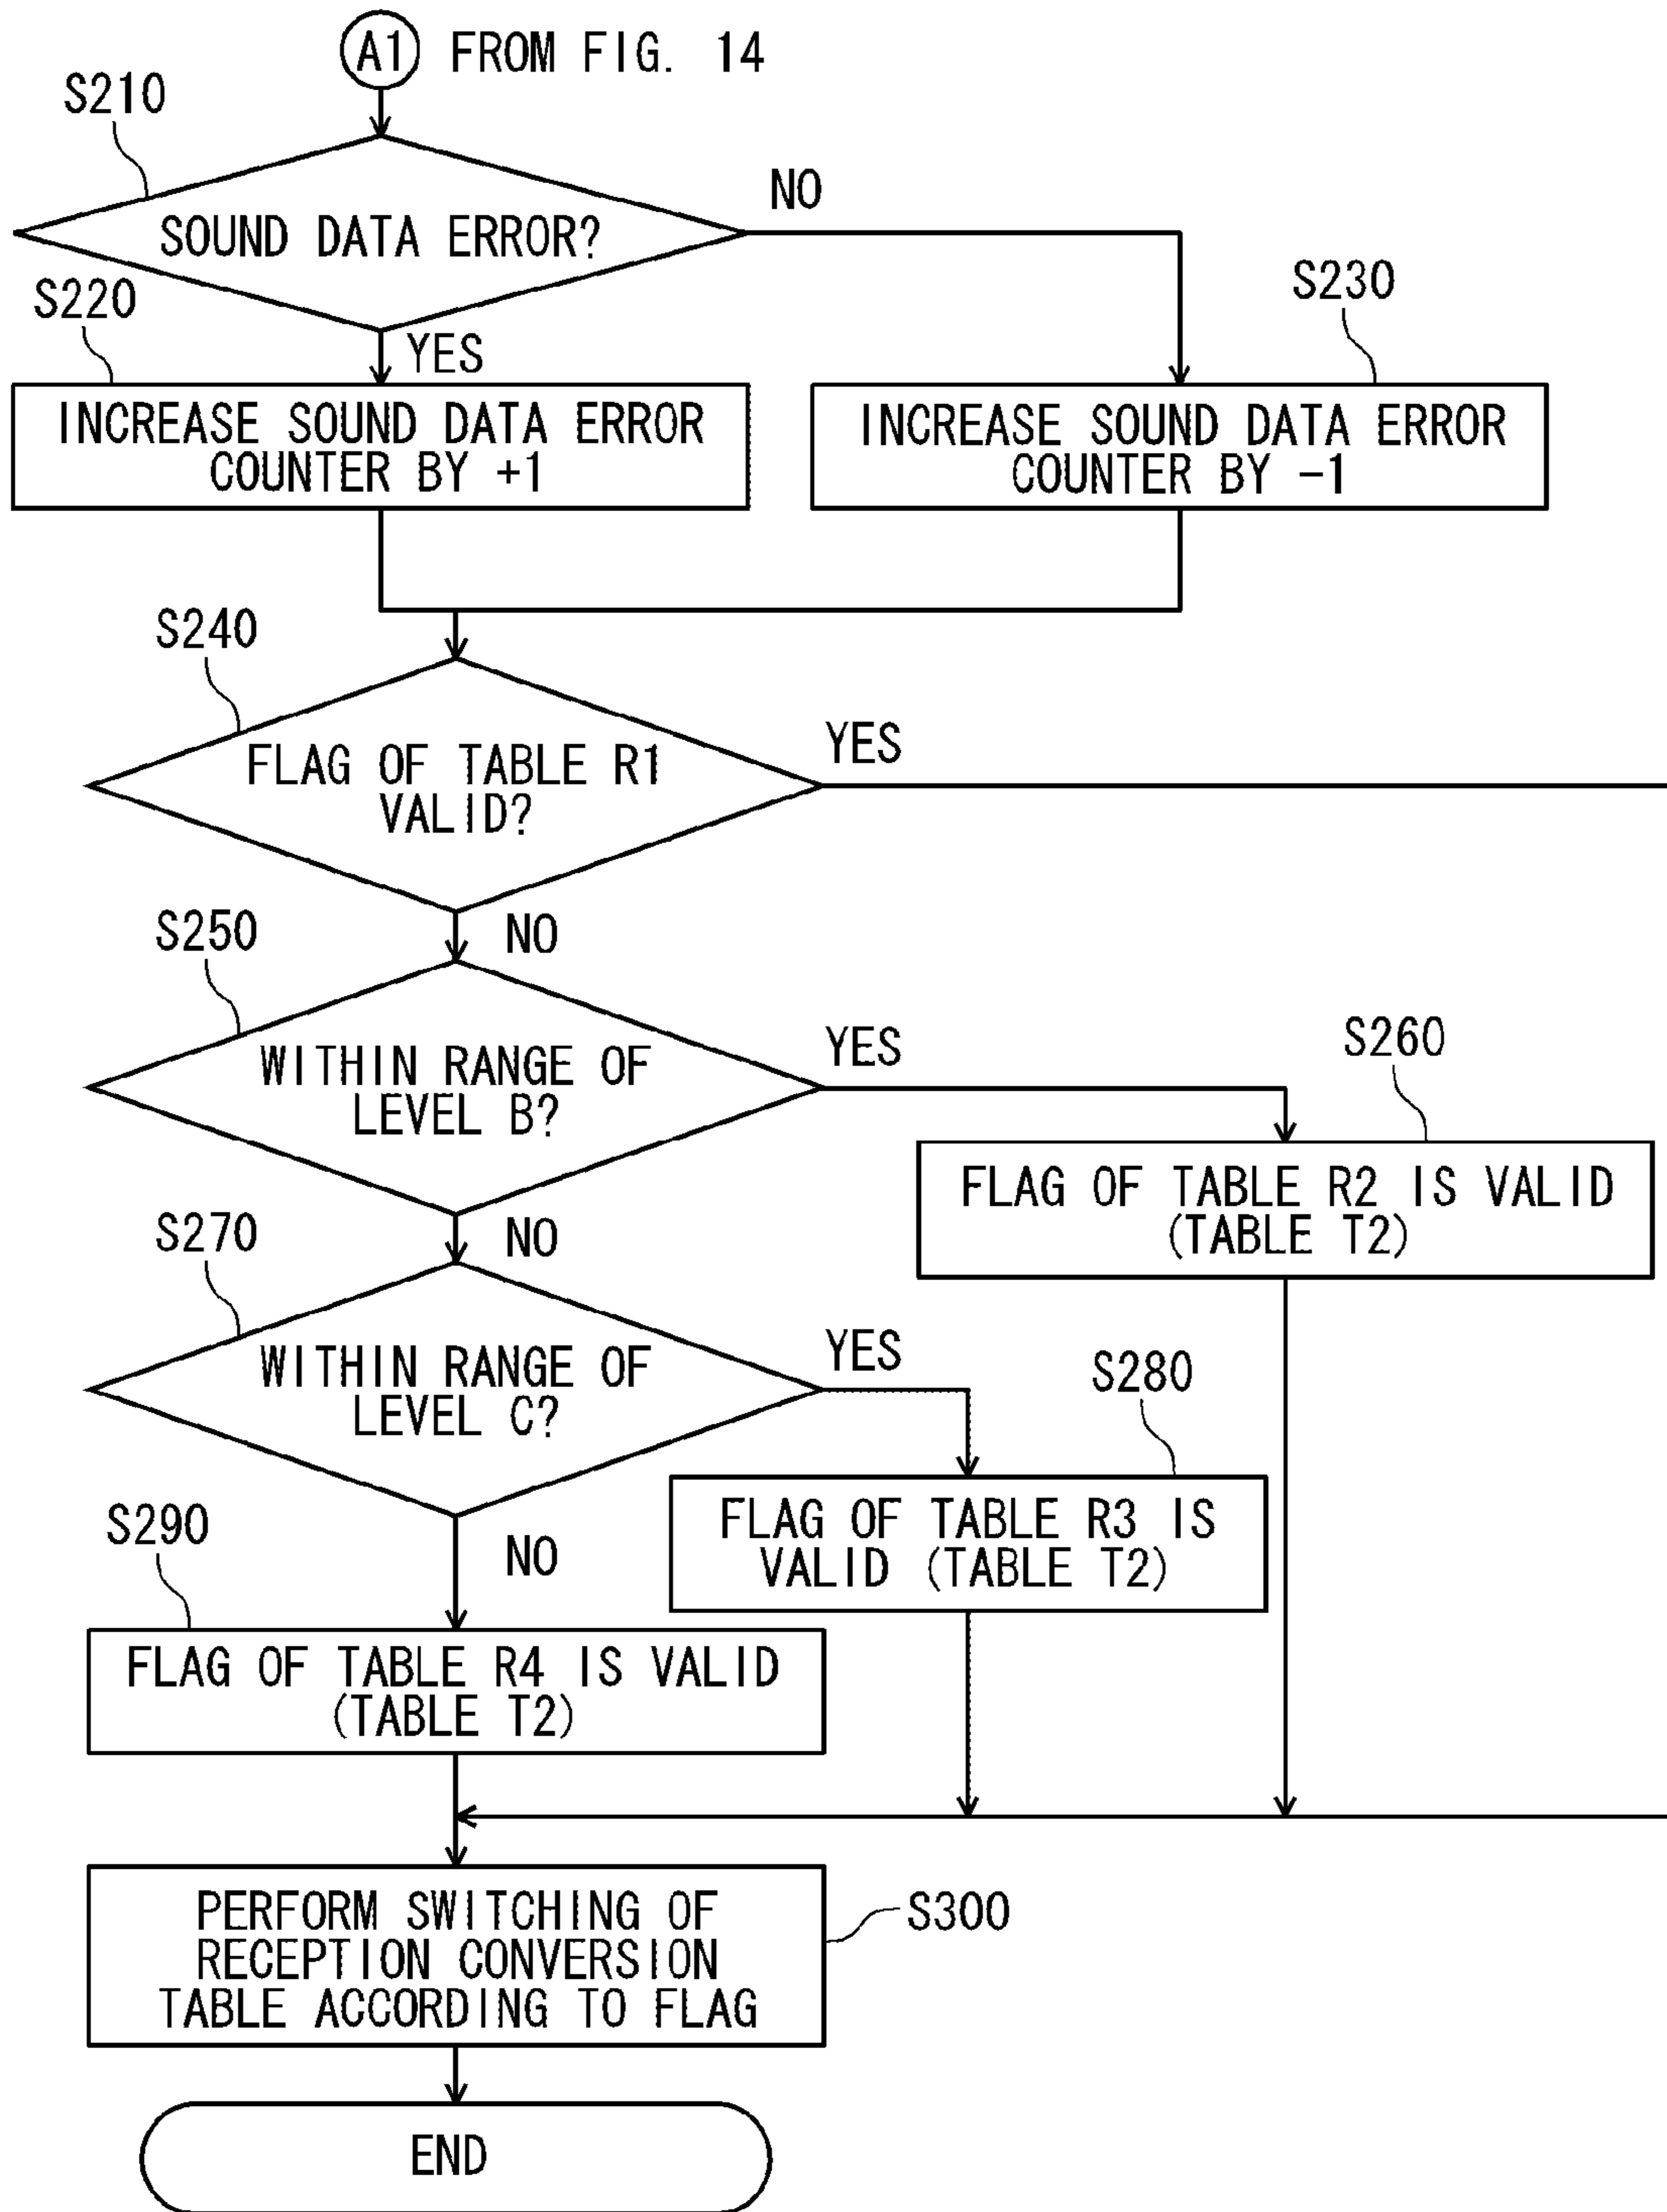 A1 FROM FIG. 14
S210
NO
SOUND DATA ERROR?
S220
S230
YES
INCREASE SOUND DATA ERROR
COUNTER BY +1
INCREASE SOUND DATA ERROR
COUNTER BY -1
S240
YES
FLAG OF TABLE R1
VALID?
NO
S250
YES
WITHIN RANGE OF
LEVEL B?
S260
FLAG OF TABLE R2 IS VALID
(TABLE T2)
NO
S270
YES
WITHIN RANGE OF
LEVEL C?
S280
FLAG OF TABLE R3 IS
VALID (TABLE T2)
S290
NO
FLAG OF TABLE R4 IS VALID
(TABLE T2)
PERFORM SWITCHING OF
RECEPTION CONVERSION
TABLE ACCORDING TO FLAG
S300
END